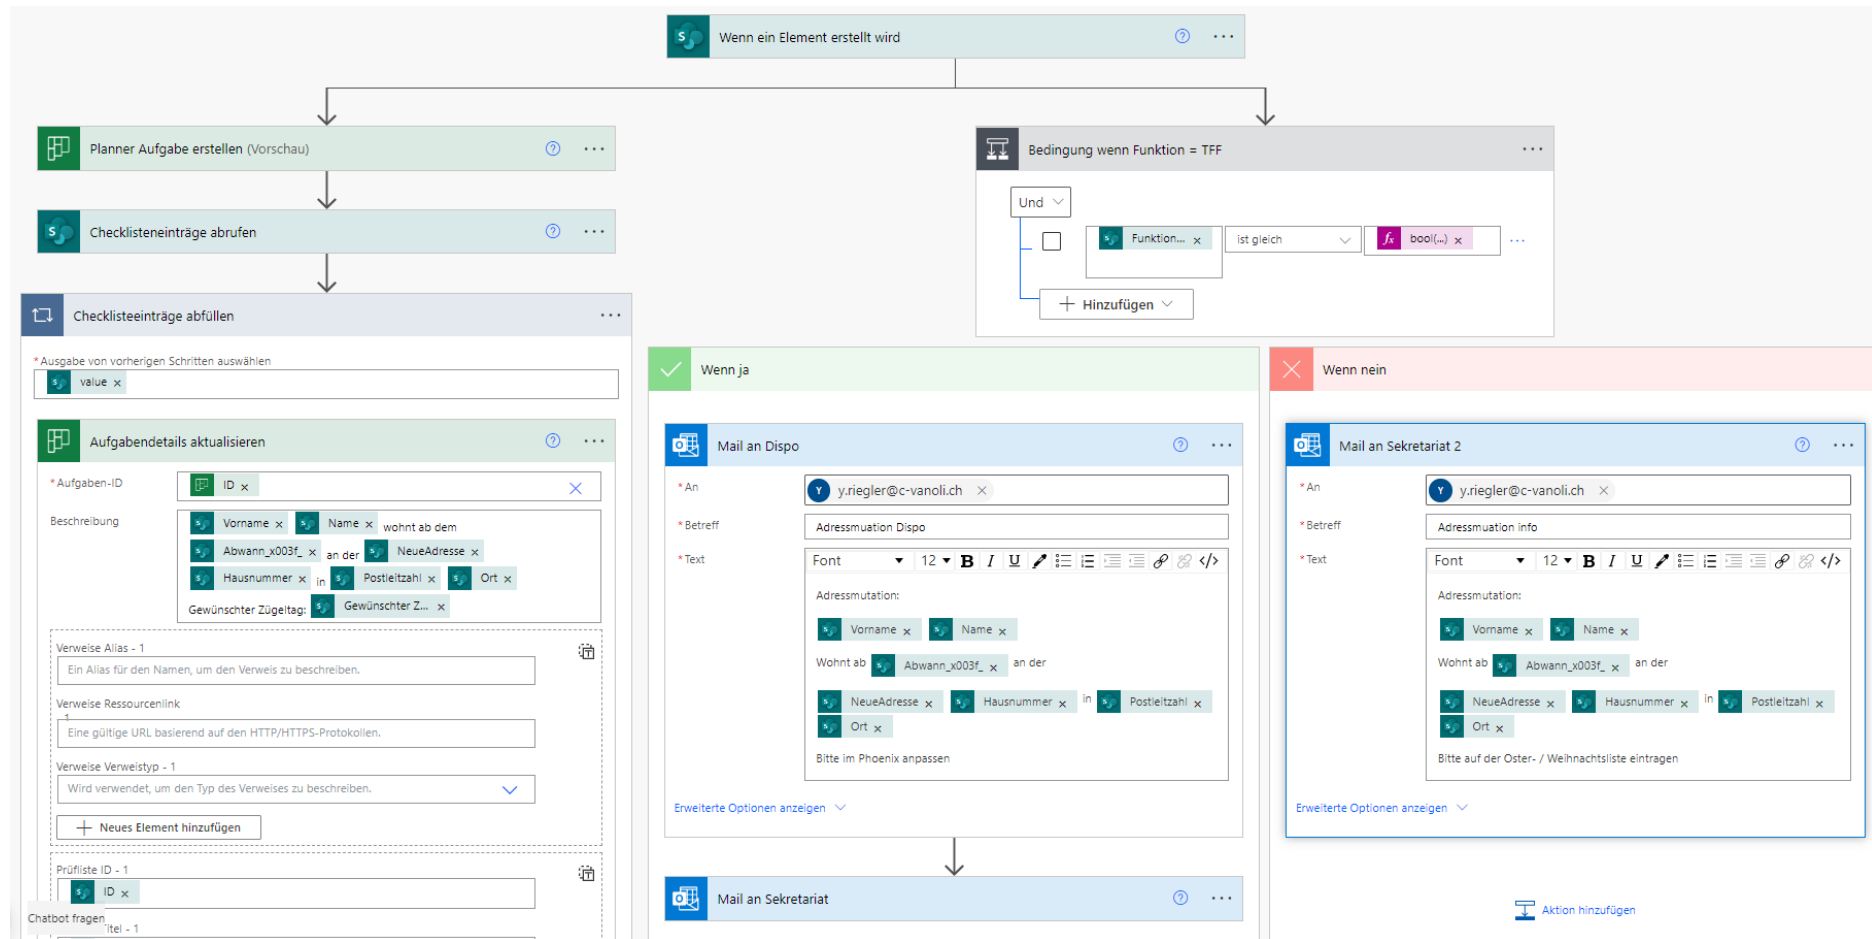 Wenn ein Element erstellt wird
Planner Aufgabe erstellen (Vorschau)
Checklisteneinträge abrufen
Checklisteeinträge abfüllen
*Ausgabe von vorherigen Schritten auswählen
value ×
Aufgabendetails aktualisieren
*Aufgaben-ID
ID ×
Beschreibung
Vorname × Name × wohnt ab dem
Abwann_x003f_ × an der NeueAdresse ×
Hausnummer × in Postleitzahl × Ort ×
Gewünschter Zügeltag: Gewünschter Z... ×
Verweise Alias - 1
Ein Alias für den Namen, um den Verweis zu beschreiben.
Verweise Ressourcenlink
- 1
Eine gültige URL basierend auf den HTTP/HTTPS-Protokollen.
Verweise Verweistyp - 1
Wird verwendet, um den Typ des Verweises zu beschreiben.
Neues Element hinzufügen
Prüfliste ID - 1
ID ×
Chatbot fragen
Titel - 1
Bedingung wenn Funktion = TFF
Und
Funktion... × ist gleich fx bool(...) ×
Hinzufügen
Wenn ja
Mail an Dispo
*An
Y y.riegler@c-vanoli.ch ×
*Betreff
Adressmuation Dispo
*Text
Font 12 B I U </>
Adressmutation:
Vorname × Name ×
Wohnt ab Abwann_x003f_ × an der
NeueAdresse × Hausnummer × in Postleitzahl ×
Ort ×
Bitte im Phoenix anpassen
Erweiterte Optionen anzeigen
Mail an Sekretariat
Wenn nein
Mail an Sekretariat 2
*An
Y y.riegler@c-vanoli.ch ×
*Betreff
Adressmuation info
*Text
Font 12 B I U </>
Adressmutation:
Vorname × Name ×
Wohnt ab Abwann_x003f_ × an der
NeueAdresse × Hausnummer × in Postleitzahl ×
Ort ×
Bitte auf der Oster- / Weihnachtsliste eintragen
Erweiterte Optionen anzeigen
Aktion hinzufügen